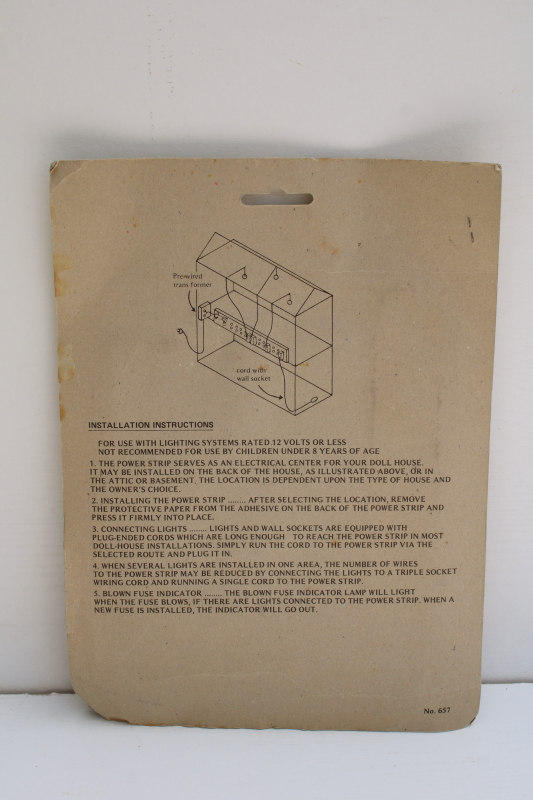 Pre-wired
trans former
cord with
wall socket
INSTALLATION INSTRUCTIONS
FOR USE WITH LIGHTING SYSTEMS RATED 12 VOLTS OR LESS
NOT RECOMMENDED FOR USE BY CHILDREN UNDER 8 YEARS OF AGE
1. THE POWER STRIP SERVES AS AN ELECTRICAL CENTER FOR YOUR DOLL HOUSE.
IT MAY BE INSTALLED ON THE BACK OF THE HOUSE, AS ILLUSTRATED ABOVE, OR IN
THE ATTIC OR BASEMENT. THE LOCATION IS DEPENDENT UPON THE TYPE OF HOUSE AND
THE OWNER'S CHOICE.
2. INSTALLING THE POWER STRIP ........ AFTER SELECTING THE LOCATION, REMOVE
THE PROTECTIVE PAPER FROM THE ADHESIVE ON THE BACK OF THE POWER STRIP AND
PRESS IT FIRMLY INTO PLACE.
3. CONNECTING LIGHTS ........ LIGHTS AND WALL SOCKETS ARE EQUIPPED WITH
PLUG-ENDED CORDS WHICH ARE LONG ENOUGH TO REACH THE POWER STRIP IN MOST
DOLL-HOUSE INSTALLATIONS. SIMPLY RUN THE CORD TO THE POWER STRIP VIA THE
SELECTED ROUTE AND PLUG IT IN.
4. WHEN SEVERAL LIGHTS ARE INSTALLED IN ONE AREA, THE NUMBER OF WIRES
TO THE POWER STRIP MAY BE REDUCED BY CONNECTING THE LIGHTS TO A TRIPLE SOCKET
WIRING CORD AND RUNNING A SINGLE CORD TO THE POWER STRIP.
5. BLOWN FUSE INDICATOR ........ THE BLOWN FUSE INDICATOR LAMP WILL LIGHT
WHEN THE FUSE BLOWS, IF THERE ARE LIGHTS CONNECTED TO THE POWER STRIP. WHEN A
NEW FUSE IS INSTALLED, THE INDICATOR WILL GO OUT.
No. 657